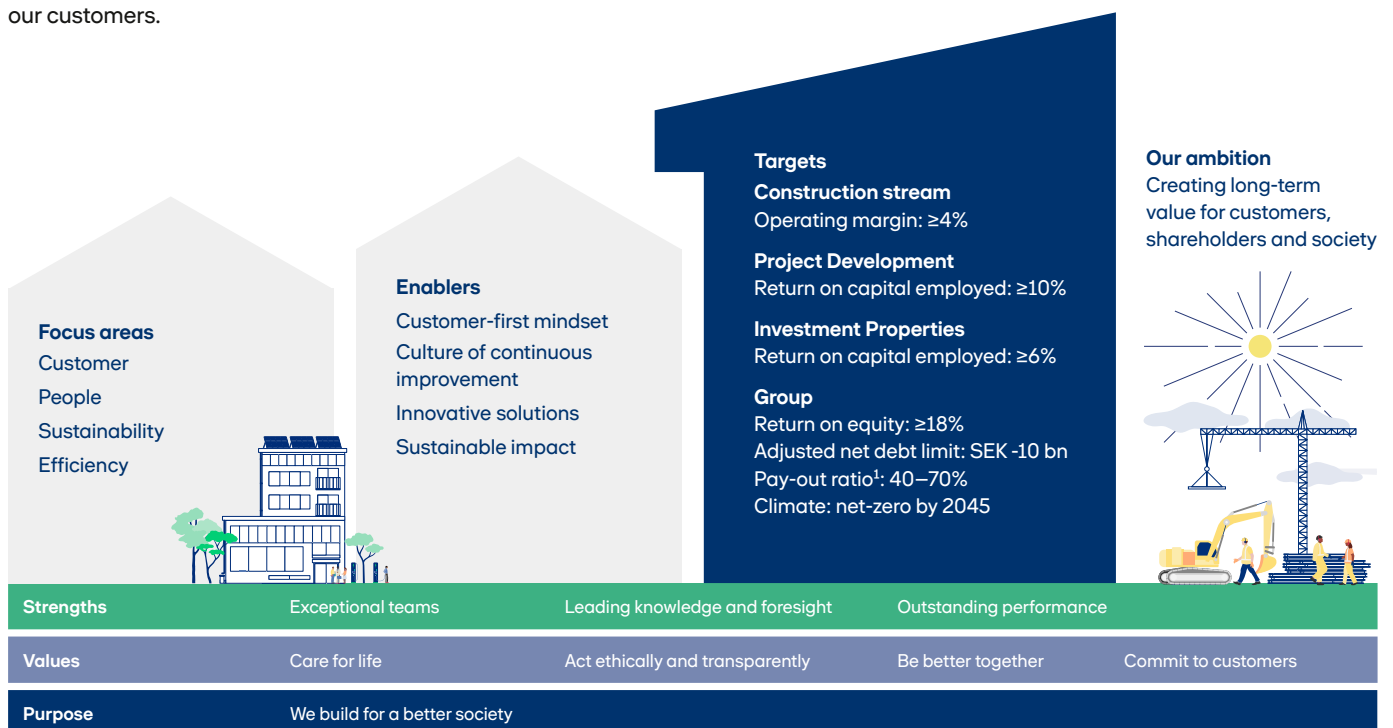 our customers.
Focus areas
Customer
People
Sustainability
Efficiency
Enablers
Customer-first mindset
Culture of continuous
improvement
Innovative solutions
Sustainable impact
Targets
Construction stream
Operating margin: ≥4%
Project Development
Return on capital employed: ≥10%
Investment Properties
Return on capital employed: ≥6%
Group
Return on equity: ≥18%
Adjusted net debt limit: SEK -10 bn
Pay-out ratio¹: 40–70%
Climate: net-zero by 2045
Our ambition
Creating long-term
value for customers,
shareholders and society
Strengths Exceptional teams Leading knowledge and foresight Outstanding performance
Values Care for life Act ethically and transparently Be better together Commit to customers
Purpose We build for a better society